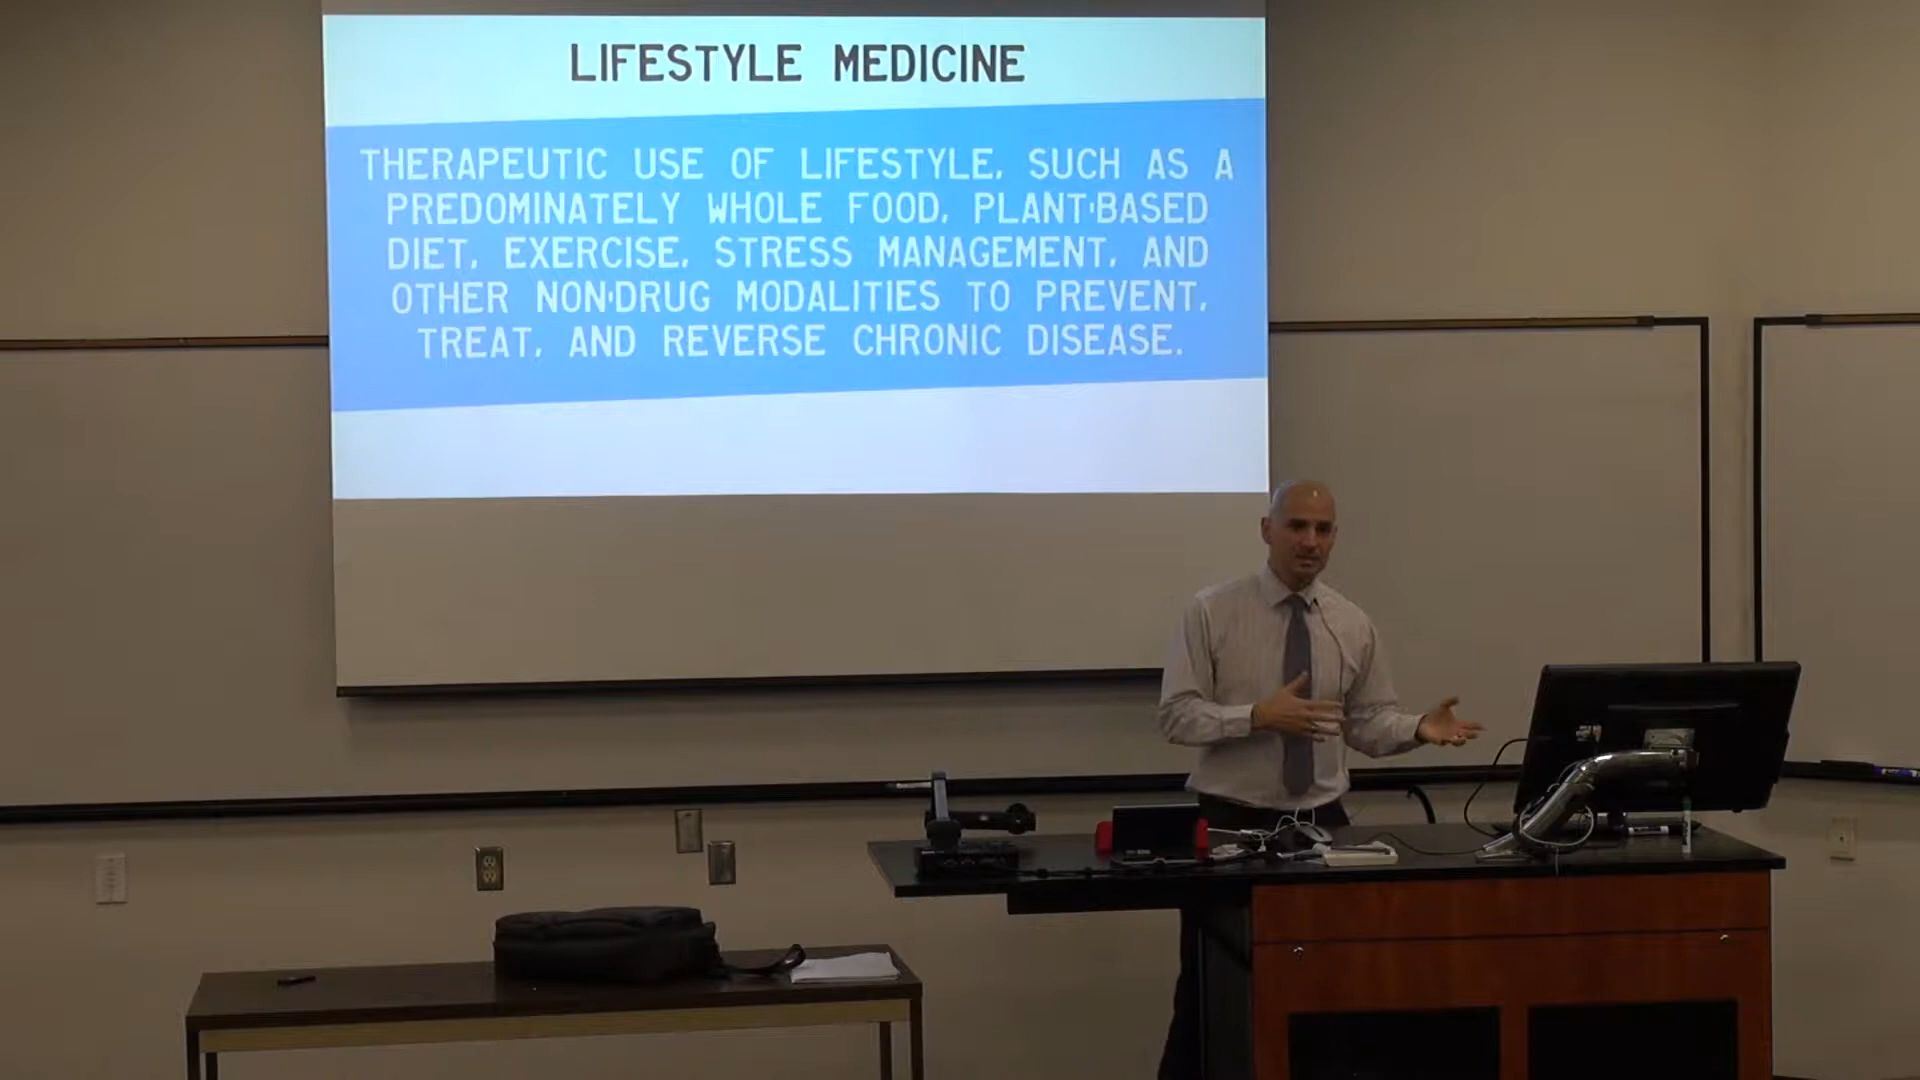 LIFESTYLE MEDICINE
THERAPEUTIC USE OF LIFESTYLE, SUCH AS A
PREDOMINATELY WHOLE FOOD, PLANT-BASED
DIET, EXERCISE, STRESS MANAGEMENT, AND
OTHER NON-DRUG MODALITIES TO PREVENT,
TREAT, AND REVERSE CHRONIC DISEASE.